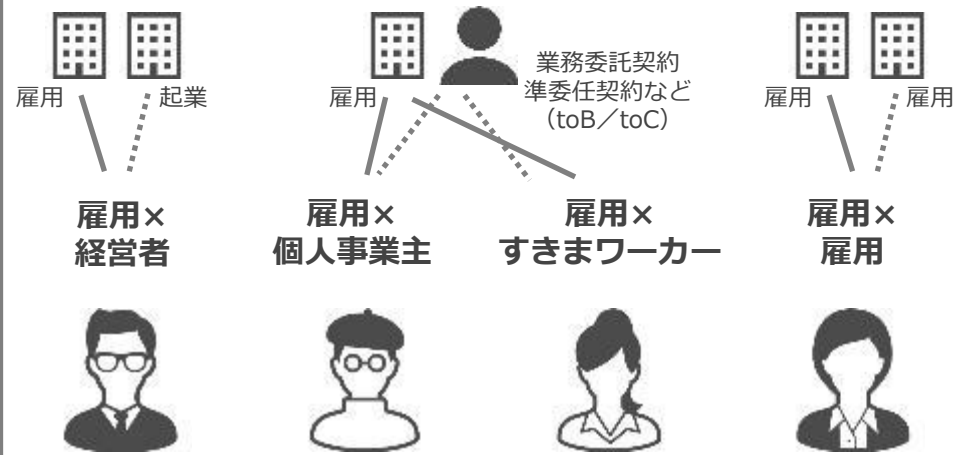 雇用
起業
雇用
業務委託契約
準委任契約など
（toB／toC）
雇用
雇用
雇用×
経営者
雇用×
個人事業主
雇用×
すきまワーカー
雇用×
雇用